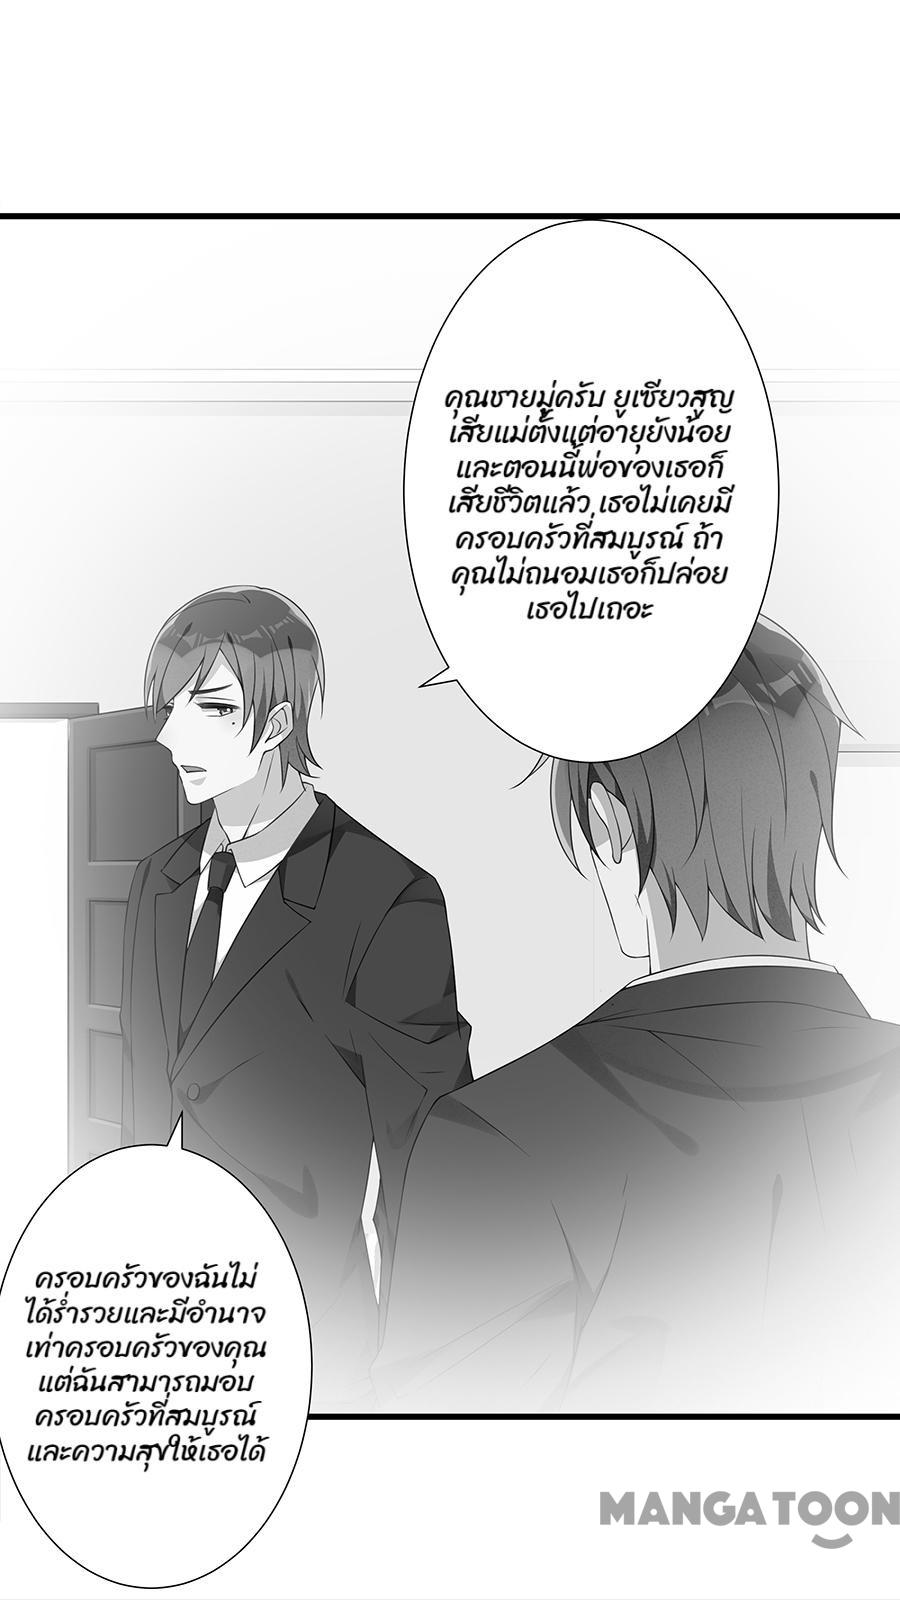 คุณชายมู่ครับ ยูเซียวสูญ
เสียแม่ตั้งแต่อายุยังน้อย
และตอนนี้พ่อของเธอก็
เสียชีวิตแล้ว เธอไม่เคยมี
ครอบครัวที่สมบูรณ์ ถ้า
คุณไม่ถนอมเธอก็ปล่อย
เธอไปเถอะ
ครอบครัวของฉันไม่
ได้ร่ำรวยและมีอำนาจ
เท่าครอบครัวของคุณ
แต่ฉันสามารถมอบ
ครอบครัวที่สมบูรณ์
และความสุขให้เธอได้
MANGATOON